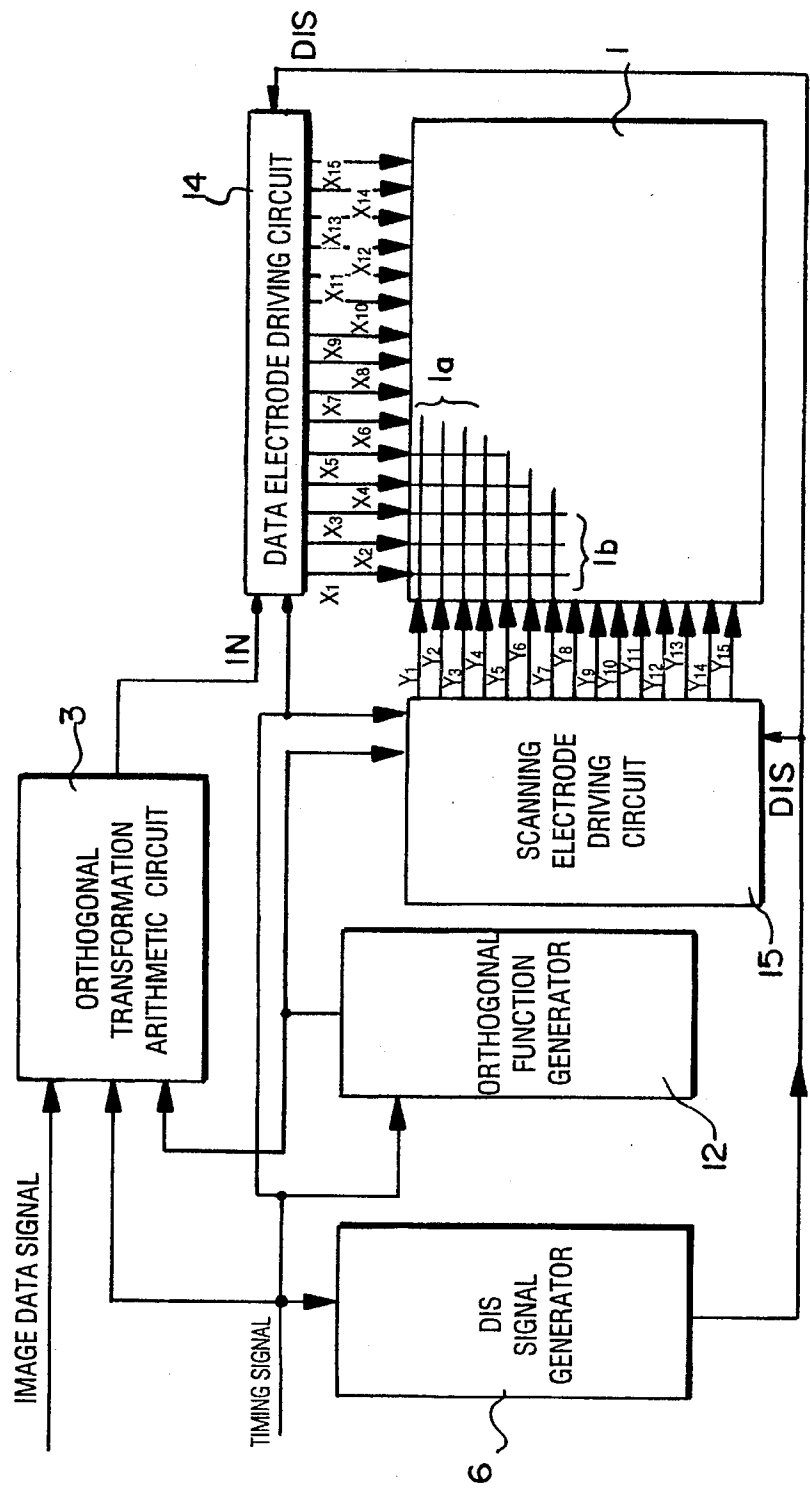 IMAGE DATA SIGNAL
TIMING SIGNAL
3
ORTHOGONAL
TRANSFORMATION
ARITHMETIC CIRCUIT
IN
14
DATA ELECTRODE DRIVING CIRCUIT
DIS
X1
X2
X3
X4
X5
X6
X7
X8
X9
X10
X11
X12
X13
X14
X15
6
DIS
SIGNAL
GENERATOR
12
ORTHOGONAL
FUNCTION
GENERATOR
15
SCANNING
ELECTRODE
DRIVING
CIRCUIT
DIS
Y1
Y2
Y3
Y4
Y5
Y6
Y7
Y8
Y9
Y10
Y11
Y12
Y13
Y14
Y15
1a
1b
1